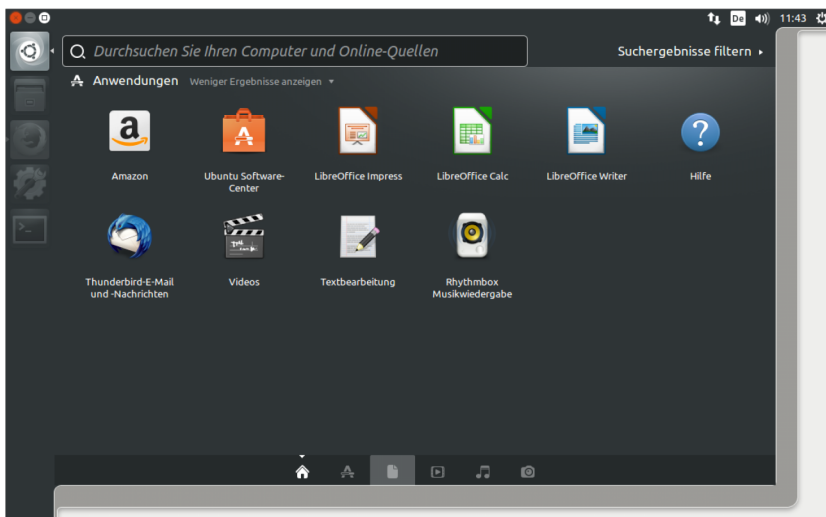 De 11:43
Durchsuchen Sie Ihren Computer und Online-Quellen
Suchergebnisse filtern
Anwendungen Weniger Ergebnisse anzeigen
a
Amazon
Ubuntu Software-
Center
LibreOffice Impress
LibreOffice Calc
LibreOffice Writer
?
Hilfe
Thunderbird-E-Mail
und -Nachrichten
Videos
Textbearbeitung
Rhythmbox
Musikwiedergabe